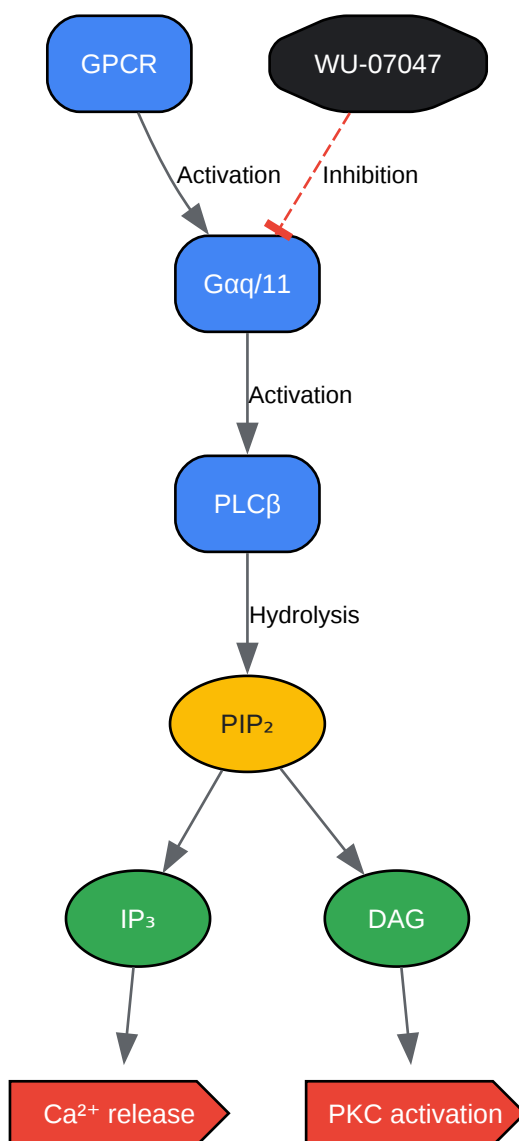 GPCR
WU-07047
Activation
Inhibition
Gαq/11
Activation
PLCβ
Hydrolysis
PIP₂
IP₃
DAG
Ca²⁺ release
PKC activation